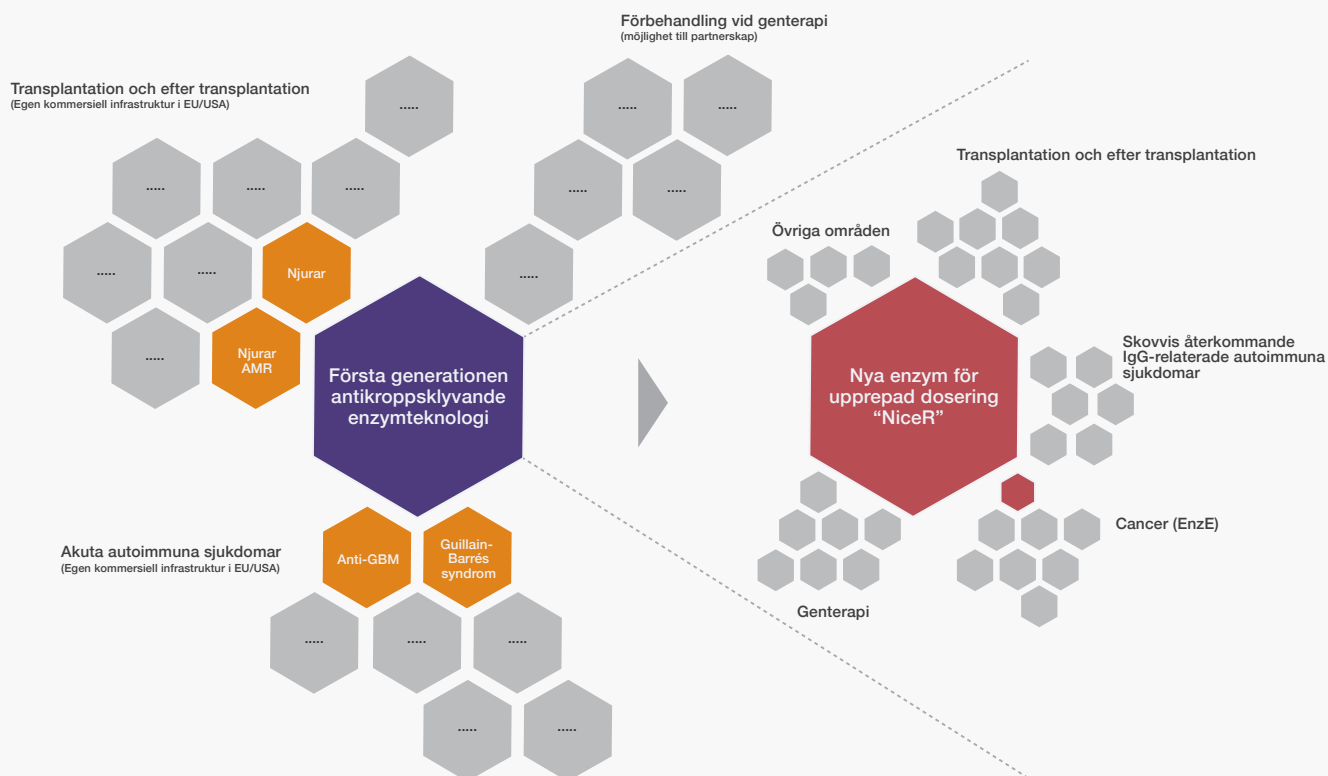 Förbehandling vid genterapi
(möjlighet till partnerskap)
Transplantation och efter transplantation
(Egen kommersiell infrastruktur i EU/USA)
.....
.....
.....
.....
.....
.....
.....
.....
.....
.....
.....
.....
.....
Njurar
Njurar
AMR
Första generationen
antikroppsklyvande
enzymteknologi
Akuta autoimmuna sjukdomar
(Egen kommersiell infrastruktur i EU/USA)
Anti-GBM
Guillain-
Barrés
syndrom
.....
.....
.....
.....
.....
Transplantation och efter transplantation
Övriga områden
Nya enzym för
upprepad dosering
“NiceR”
Skovvis återkommande
IgG-relaterade autoimmuna
sjukdomar
Cancer (EnzE)
Genterapi